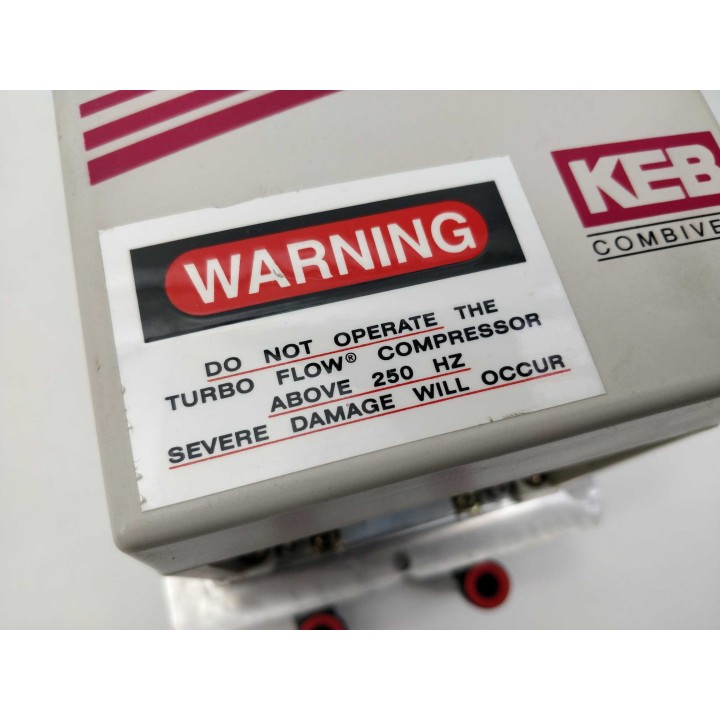 KEB
COMBIVE
WARNING
DO NOT OPERATE THE
TURBO FLOW® COMPRESSOR
ABOVE 250 HZ
SEVERE DAMAGE WILL OCCUR